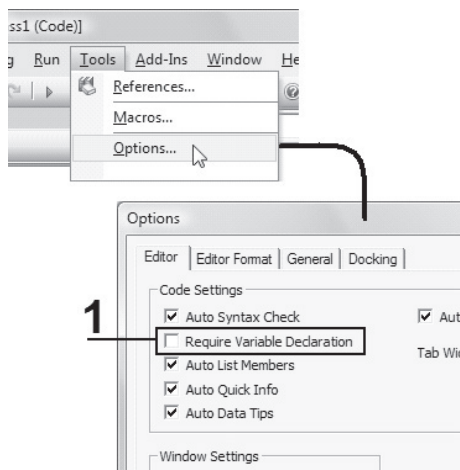 ss1 (Code)]
g Run Tools Add-Ins Window He
References...
Macros...
Options...
Options
Editor Editor Format General Docking
Code Settings
Auto Syntax Check Aut
1 Require Variable Declaration
Tab Wi
Auto List Members
Auto Quick Info
Auto Data Tips
Window Settings